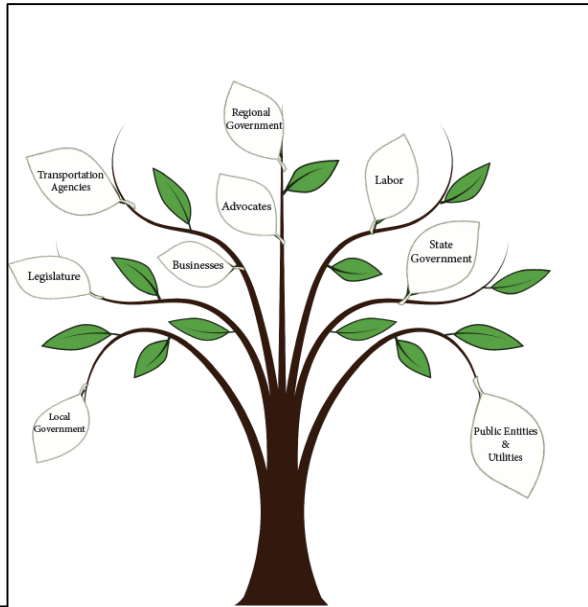 Regional
Government
Transportation
Agencies
Labor
Advocates
State
Government
Businesses
Legislature
Local
Government
Public Entities
&
Utilities